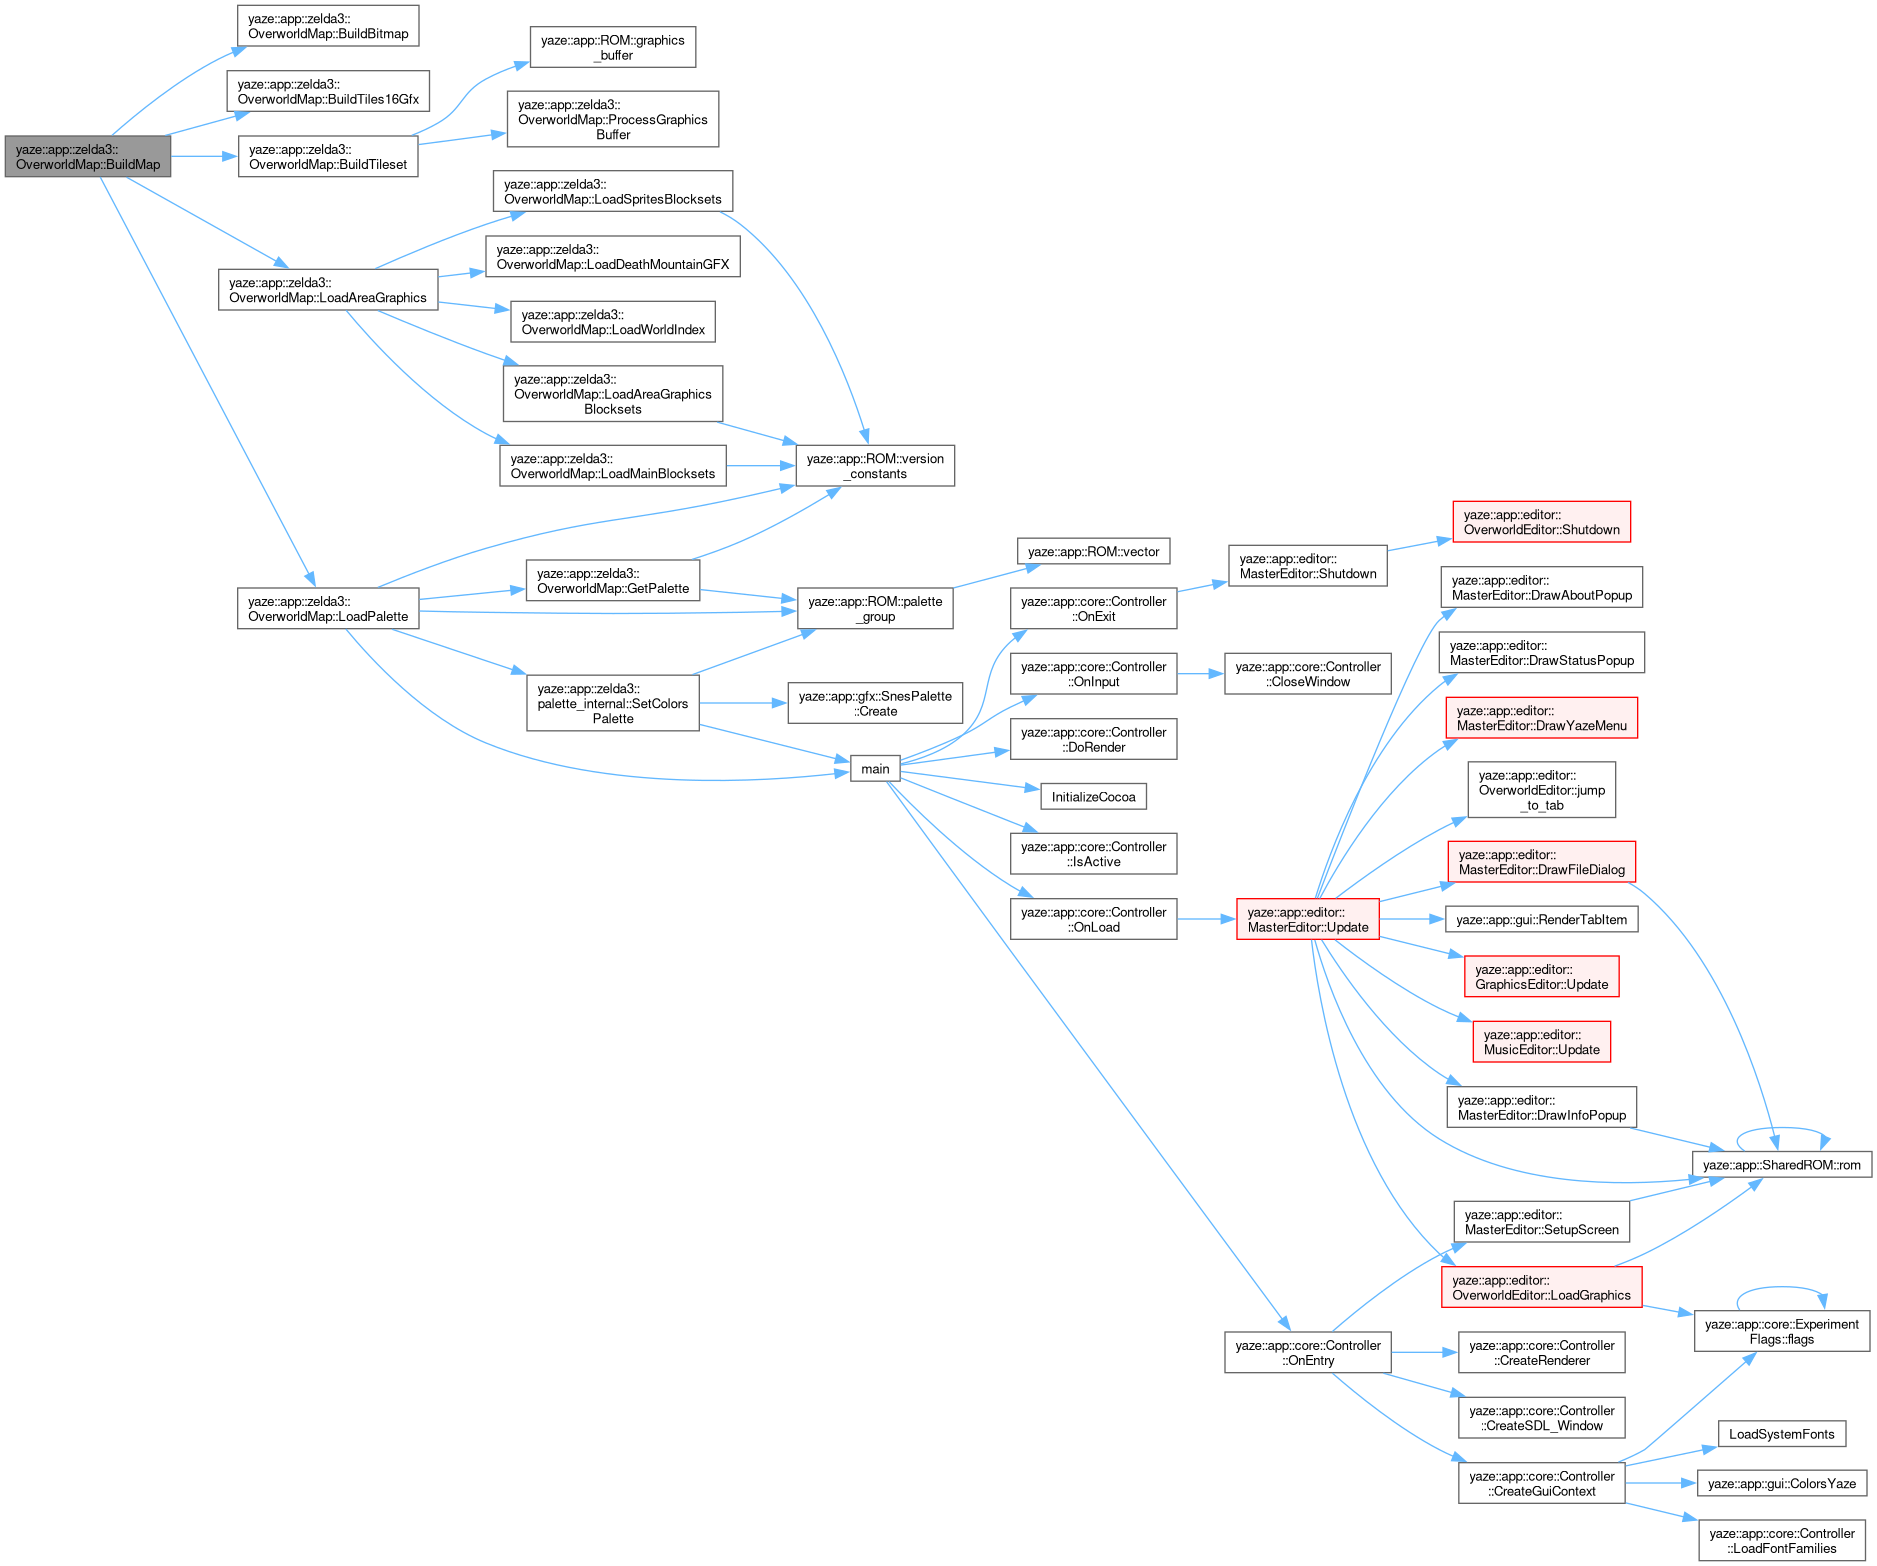 yaze::app::zelda3::
OverworldMap::BuildMap
yaze::app::zelda3::
OverworldMap::BuildBitmap
yaze::app::zelda3::
OverworldMap::BuildTiles16Gfx
yaze::app::zelda3::
OverworldMap::BuildTileset
yaze::app::ROM::graphics
_buffer
yaze::app::zelda3::
OverworldMap::ProcessGraphics
Buffer
yaze::app::zelda3::
OverworldMap::LoadAreaGraphics
yaze::app::zelda3::
OverworldMap::LoadSpritesBlocksets
yaze::app::zelda3::
OverworldMap::LoadDeathMountainGFX
yaze::app::zelda3::
OverworldMap::LoadWorldIndex
yaze::app::zelda3::
OverworldMap::LoadAreaGraphics
Blocksets
yaze::app::zelda3::
OverworldMap::LoadMainBlocksets
yaze::app::ROM::version
_constants
yaze::app::zelda3::
OverworldMap::LoadPalette
yaze::app::zelda3::
OverworldMap::GetPalette
yaze::app::zelda3::
palette_internal::SetColors
Palette
yaze::app::ROM::palette
_group
yaze::app::ROM::vector
yaze::app::gfx::SnesPalette
::Create
main
yaze::app::core::Controller
::OnExit
yaze::app::core::Controller
::OnInput
yaze::app::core::Controller
::DoRender
InitializeCocoa
yaze::app::core::Controller
::IsActive
yaze::app::core::Controller
::OnLoad
yaze::app::editor::
MasterEditor::Shutdown
yaze::app::core::Controller
::CloseWindow
yaze::app::editor::
MasterEditor::Update
yaze::app::core::Controller
::OnEntry
yaze::app::editor::
OverworldEditor::Shutdown
yaze::app::editor::
MasterEditor::DrawAboutPopup
yaze::app::editor::
MasterEditor::DrawStatusPopup
yaze::app::editor::
MasterEditor::DrawYazeMenu
yaze::app::editor::
OverworldEditor::jump
_to_tab
yaze::app::editor::
MasterEditor::DrawFileDialog
yaze::app::gui::RenderTabItem
yaze::app::editor::
GraphicsEditor::Update
yaze::app::editor::
MusicEditor::Update
yaze::app::editor::
MasterEditor::DrawInfoPopup
yaze::app::SharedROM::rom
yaze::app::editor::
MasterEditor::SetupScreen
yaze::app::editor::
OverworldEditor::LoadGraphics
yaze::app::core::Experiment
Flags::flags
yaze::app::core::Controller
::CreateRenderer
yaze::app::core::Controller
::CreateSDL_Window
yaze::app::core::Controller
::CreateGuiContext
LoadSystemFonts
yaze::app::gui::ColorsYaze
yaze::app::core::Controller
::LoadFontFamilies